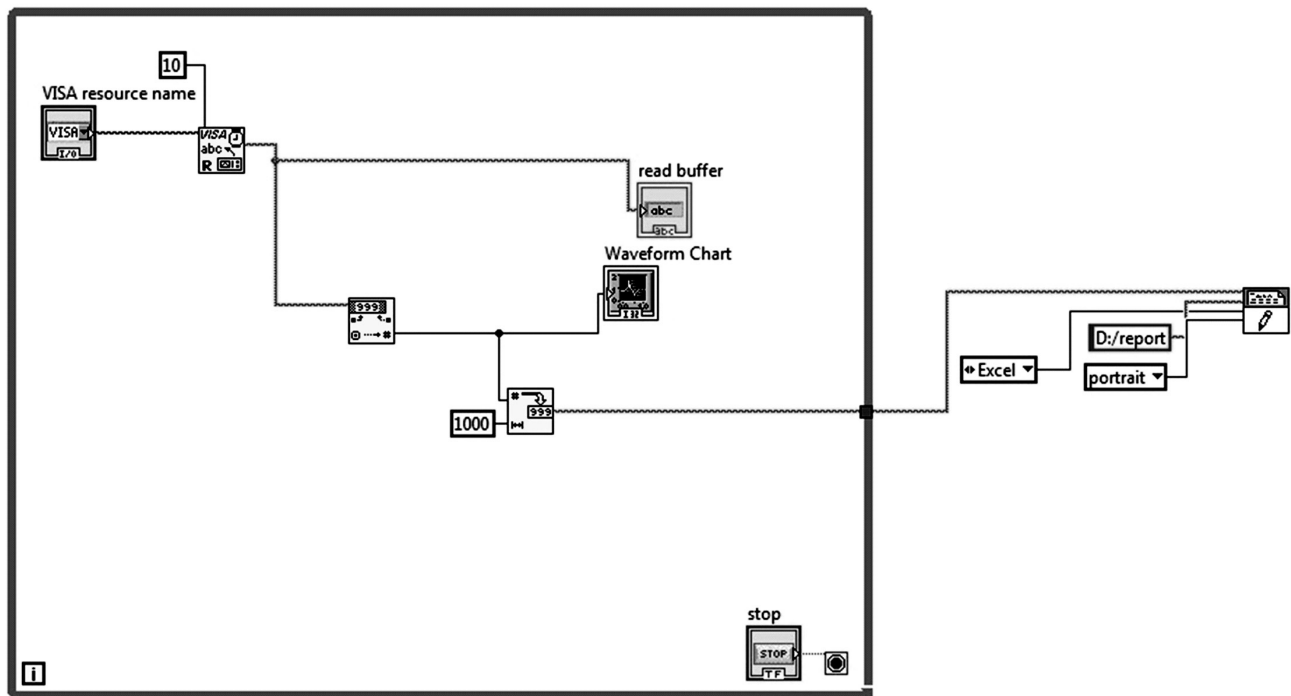 10
VISA resource name
VISA
I/O
VISA
abc
R
read buffer
abc
abc
Waveform Chart
I32
999
#
#
999
1000
D:/report
Excel
portrait
stop
STOP
TF
i